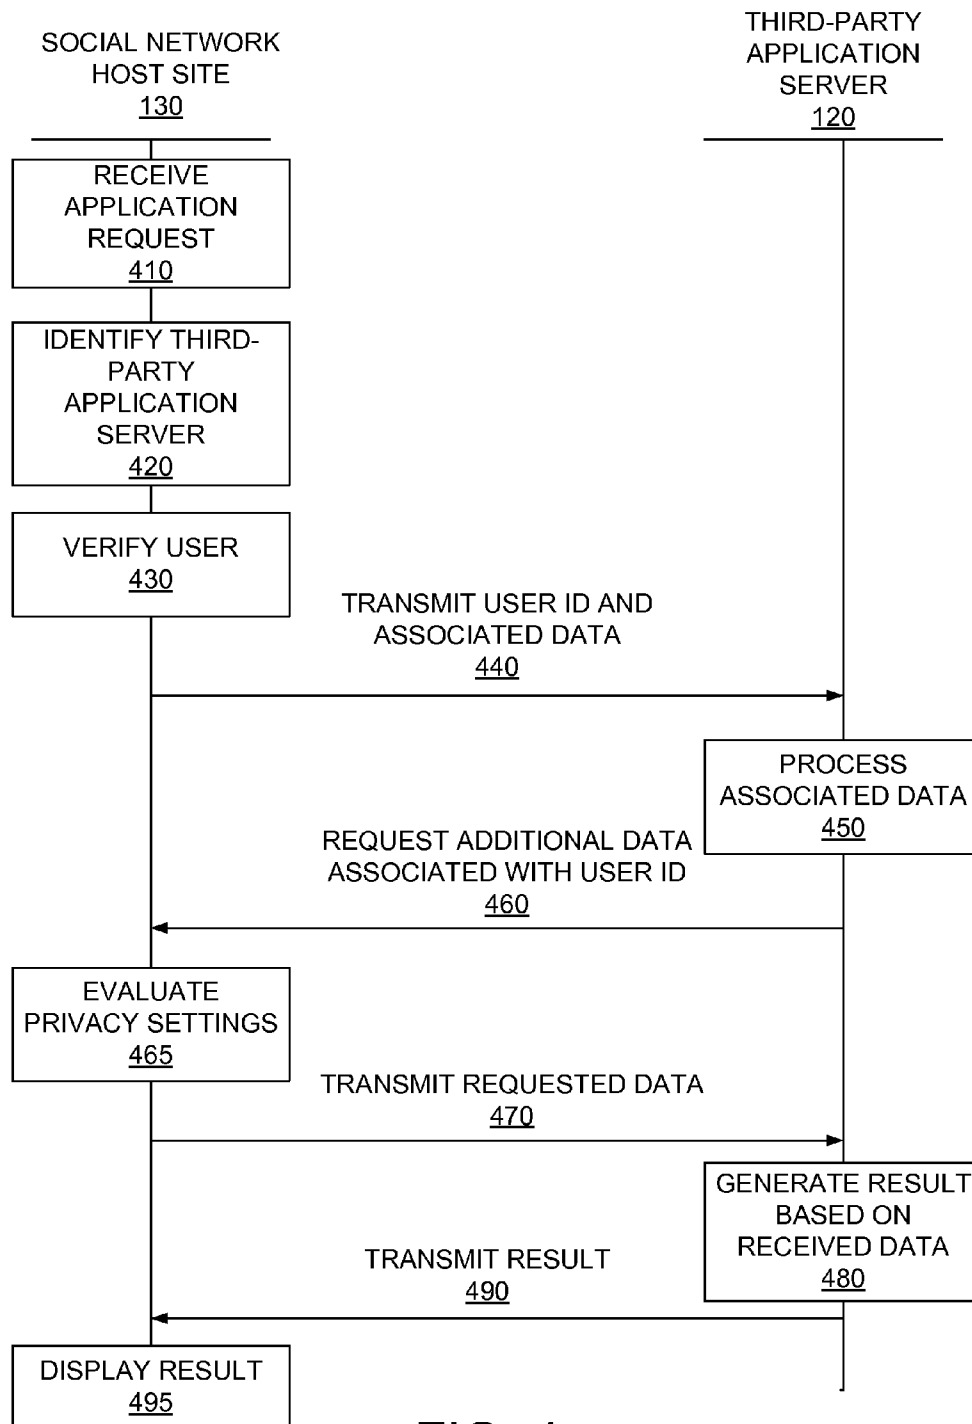 SOCIAL NETWORK
HOST SITE
130
THIRD-PARTY
APPLICATION
SERVER
120
RECEIVE
APPLICATION
REQUEST
410
IDENTIFY THIRD-
PARTY
APPLICATION
SERVER
420
VERIFY USER
430
TRANSMIT USER ID AND
ASSOCIATED DATA
440
PROCESS
ASSOCIATED DATA
450
REQUEST ADDITIONAL DATA
ASSOCIATED WITH USER ID
460
EVALUATE
PRIVACY SETTINGS
465
TRANSMIT REQUESTED DATA
470
GENERATE RESULT
BASED ON
RECEIVED DATA
480
TRANSMIT RESULT
490
DISPLAY RESULT
495